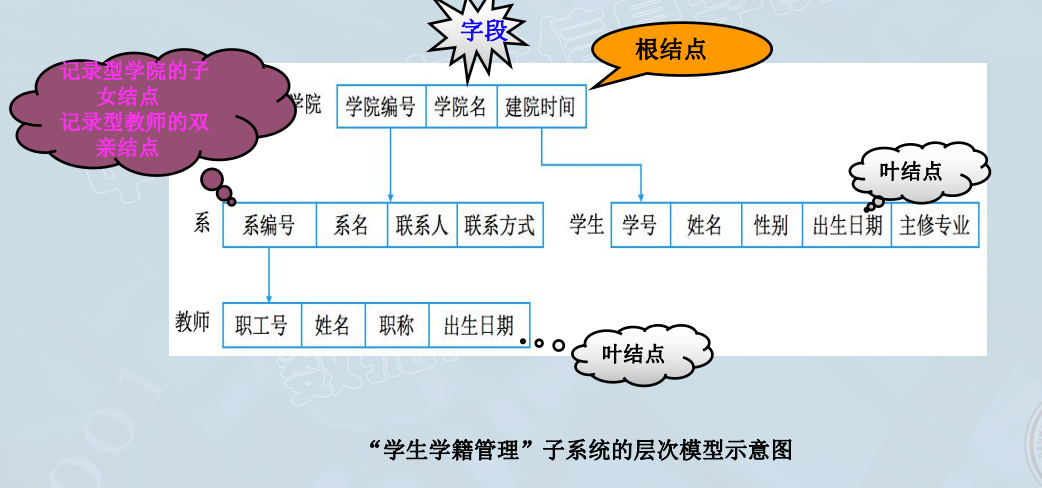 字段
根结点
记录型学院的子
女结点
记录型教师的双
亲结点
学院 学院编号 学院名 建院时间
叶结点
系 系编号 系名 联系人 联系方式
学生 学号 姓名 性别 出生日期 主修专业
教师 职工号 姓名 职称 出生日期
叶结点
“学生学籍管理”子系统的层次模型示意图